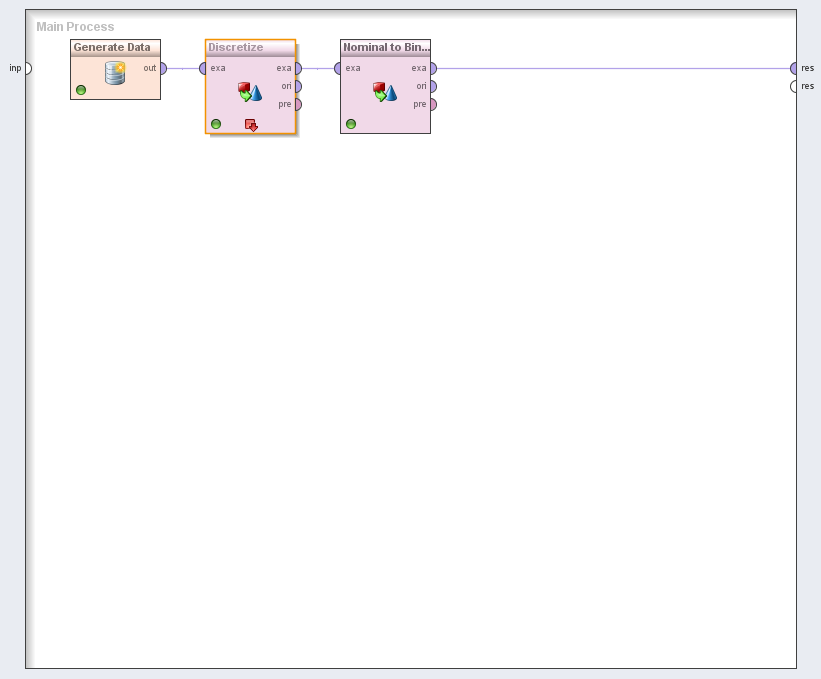 Main Process
Generate Data
Discretize
Nominal to Bin...
inp
out
exa
exa
exa
exa
res
ori
ori
res
pre
pre